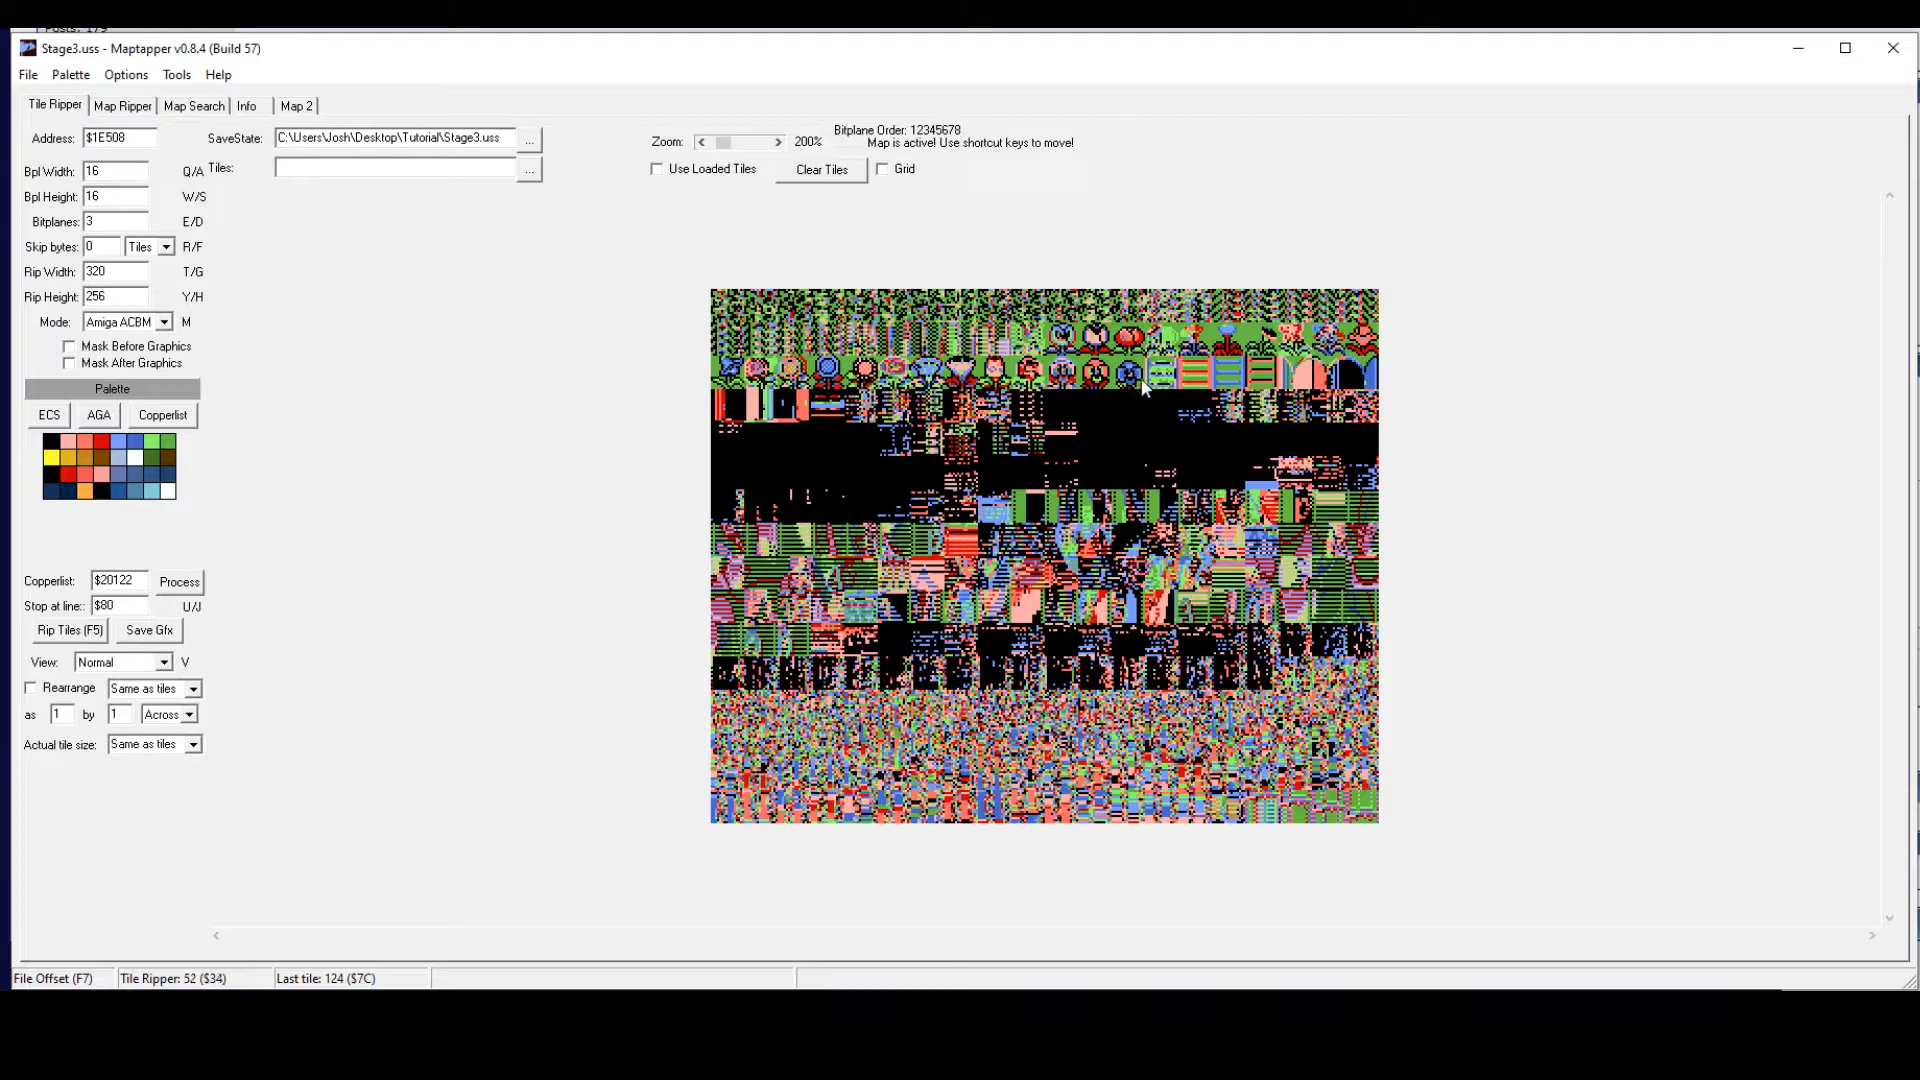 Stage3.uss - Maptapper v0.8.4 (Build 57)
File Palette Options Tools Help
Tile Ripper Map Ripper Map Search Info Map 2
Address: $1E508 SaveState: C:\Users\Josh\Desktop\Tutorial\Stage3.uss ... Zoom: 200% Bitplane Order: 12345678
Map is active! Use shortcut keys to move!
Bpl Width: 16 Q/A Tiles: ... Use Loaded Tiles Clear Tiles Grid
Bpl Height: 16 W/S
Bitplanes: 3 E/D
Skip bytes: 0 Tiles R/F
Rip Width: 320 T/G
Rip Height: 256 Y/H
Mode: Amiga ACBM M
Mask Before Graphics
Mask After Graphics
Palette
ECS AGA Copperlist
Copperlist: $20122 Process
Stop at line:: $80 U/J
Rip Tiles (F5) Save Gfx
View: Normal V
Rearrange Same as tiles
as 1 by 1 Across
Actual tile size: Same as tiles
File Offset (F7) Tile Ripper: 52 ($34) Last tile: 124 ($7C)